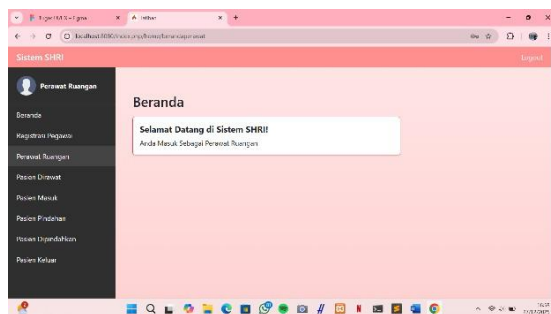 Sistem SHRI
Logout
Perawat Ruangan
Beranda
Registrasi Pegawai
Perawat Ruangan
Pasien Dirawat
Pasien Masuk
Pasien Pindahan
Pasien Dipindahkan
Pasien Keluar
Beranda
Selamat Datang di Sistem SHRI!
Anda Masuk Sebagai Perawat Ruangan